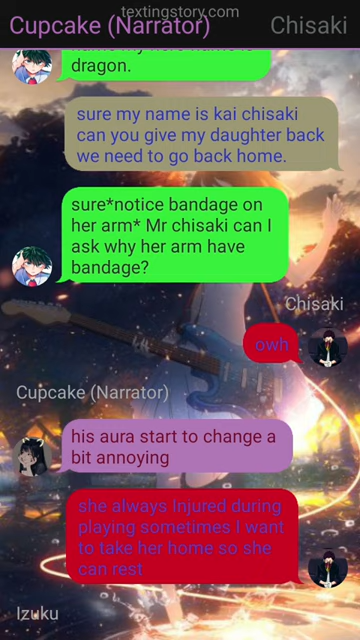 textingstory.com
Cupcake (Narrator) Chisaki
dragon.
sure my name is kai chisaki
can you give my daughter back
we need to go back home.
sure*notice bandage on
her arm* Mr chisaki can I
ask why her arm have
bandage?
Chisaki
owh
Cupcake (Narrator)
his aura start to change a
bit annoying
she always Injured during
playing sometimes I want
to take her home so she
can rest
Izuku